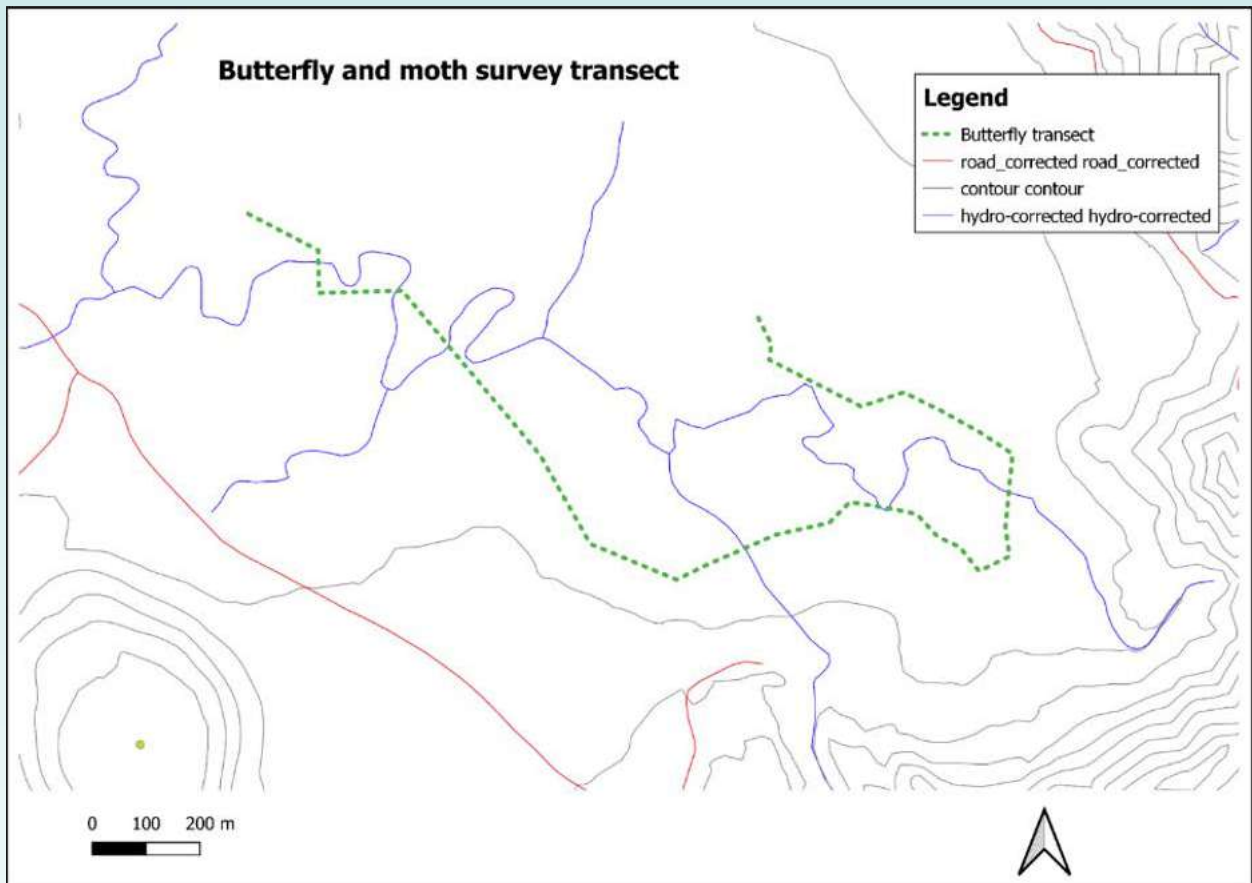 Butterfly and moth survey transect
Legend
Butterfly transect
road_corrected road_corrected
contour contour
hydro-corrected hydro-corrected
0 100 200 m